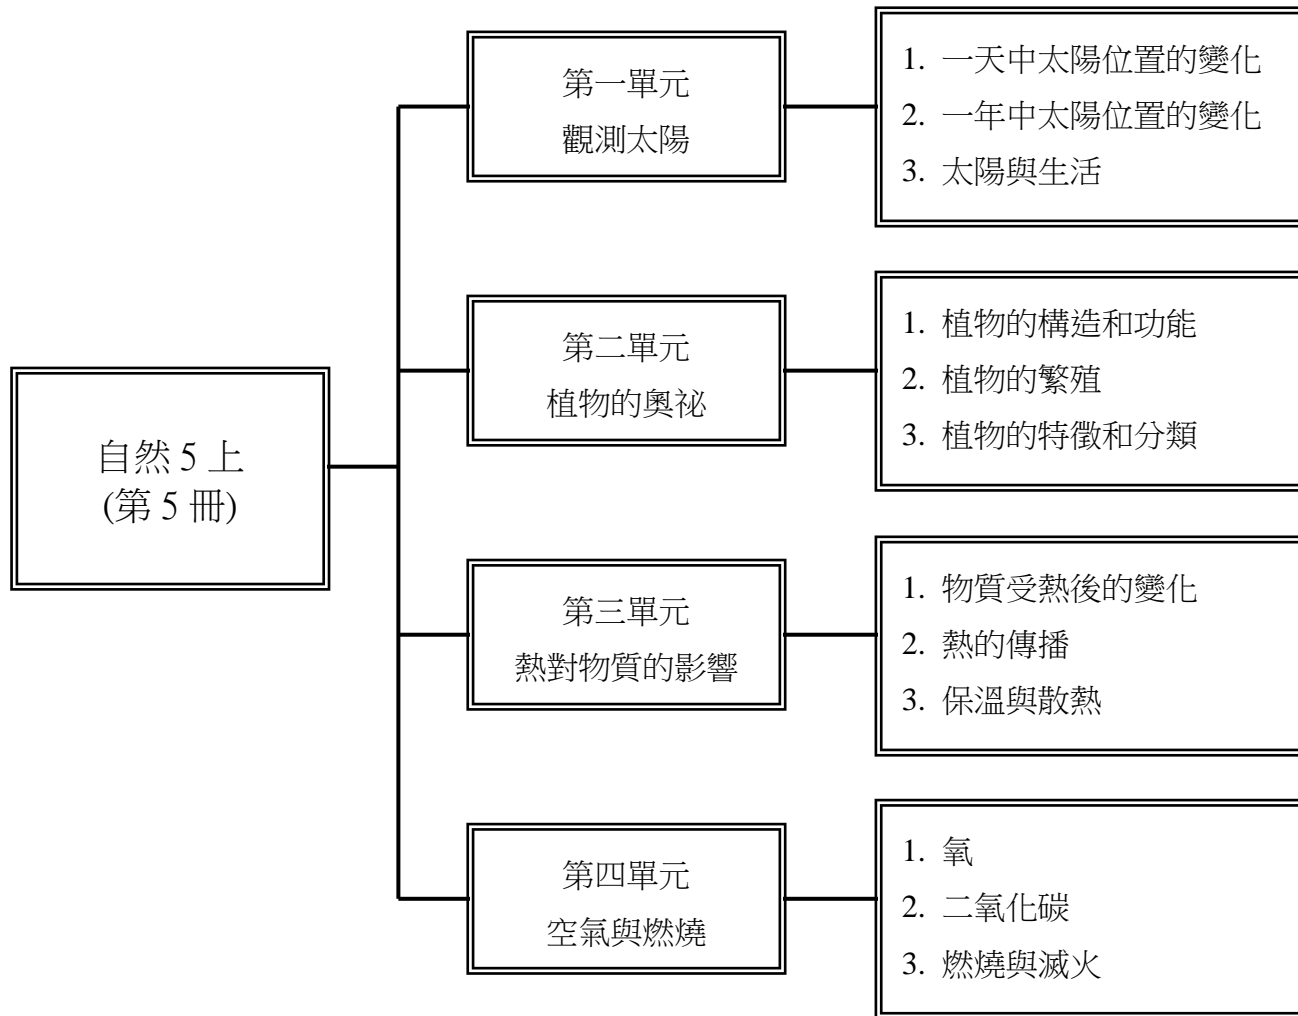 自然 5 上
(第 5 冊)
第一單元
觀測太陽
1. 一天中太陽位置的變化
2. 一年中太陽位置的變化
3. 太陽與生活
第二單元
植物的奧祕
1. 植物的構造和功能
2. 植物的繁殖
3. 植物的特徵和分類
第三單元
熱對物質的影響
1. 物質受熱後的變化
2. 熱的傳播
3. 保溫與散熱
第四單元
空氣與燃燒
1. 氧
2. 二氧化碳
3. 燃燒與滅火